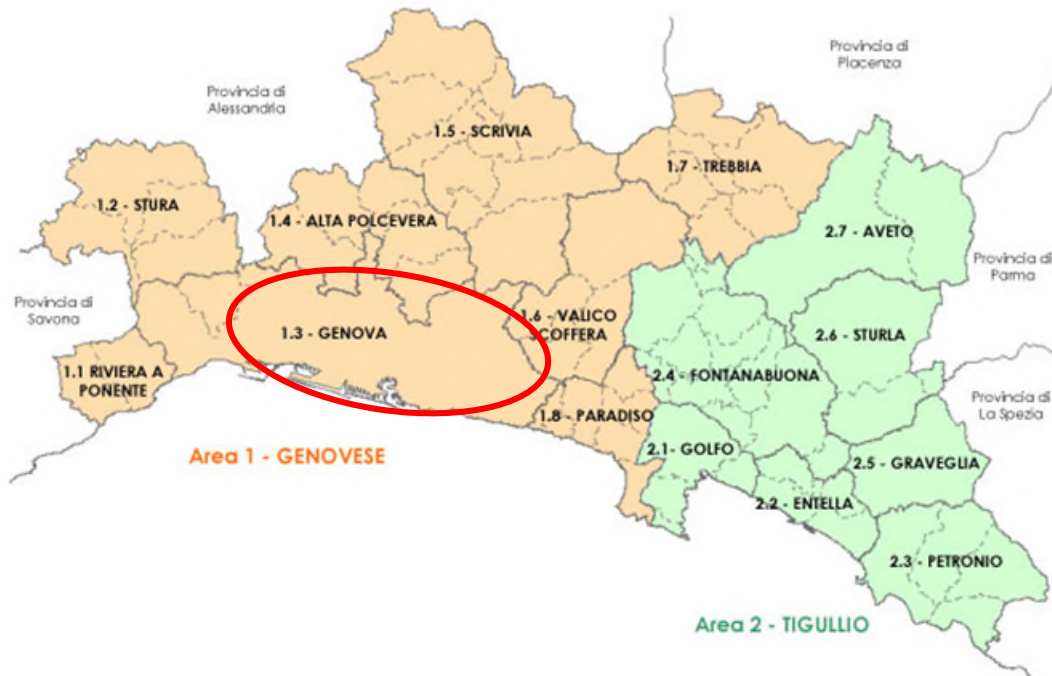 Provincia di
Piacenza
Provincia di
Alessandria
1.5 - SCRIVIA
1.7 - TREBBIA
1.2 - STURA
1.4 - ALTA POLCEVERA
2.7 - AVETO
Provincia di
Parma
Provincia di
Savona
1.3 - GENOVA
1.6 - VALICO
SCOFFERA
2.6 - STURLA
1.1 RIVIERA A
PONENTE
2.4 - FONTANABUONA
Provincia di
La Spezia
1.8 - PARADISO
Area 1 - GENOVESE
2.1- GOLFO
2.5 - GRAVEGLIA
2.2 - ENTELLA
2.3 - PETRONIO
Area 2 - TIGULLIO